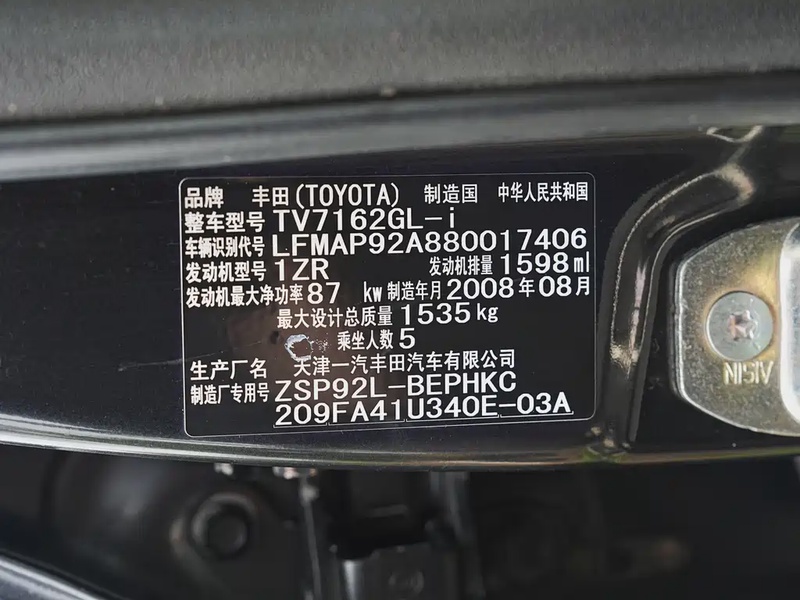 品牌 丰田(TOYOTA) 制造国 中华人民共和国
整车型号 TV7162GL-i
车辆识别代号 LFMAP92A880017406
发动机型号 1ZR 发动机排量 1598ml
发动机最大净功率 87 kw 制造年月 2008年08月
最大设计总质量 1535 kg
乘坐人数 5
生产厂名 天津一汽丰田汽车有限公司
制造厂专用号 ZSP92L-BEPHKC
209FA41U340E-03A
NISIV